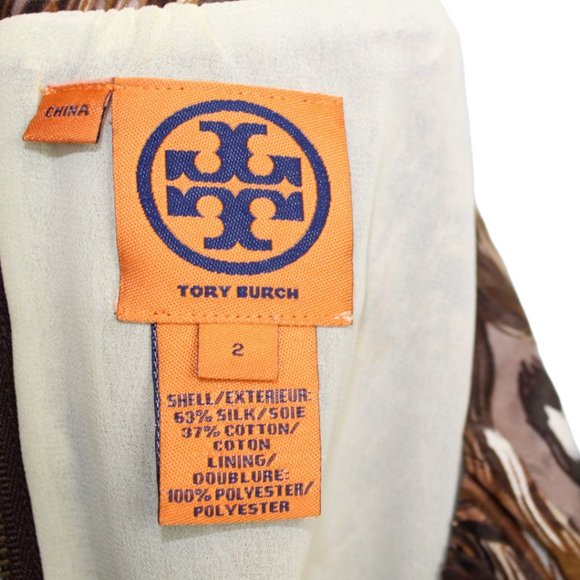 CHINA
TORY BURCH
2
SHELL/EXTERIEUR:
63% SILK/SOIE
37% COTTON/
COTON
LINING/
DOUBLURE:
100% POLYESTER/
POLYESTER